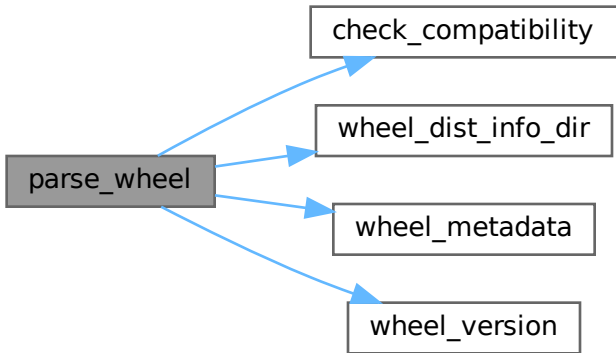 check_compatibility
wheel_dist_info_dir
parse_wheel
wheel_metadata
wheel_version